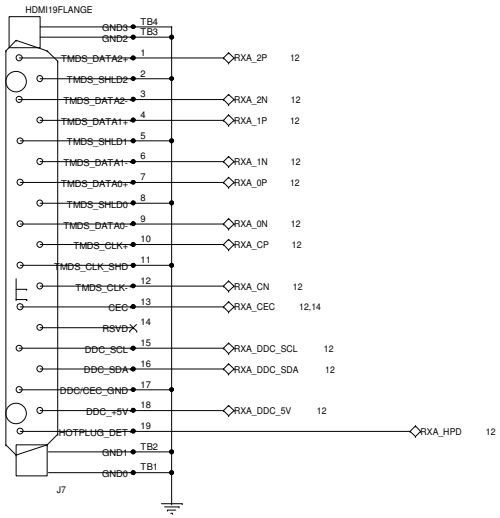 HDMI19FLANGE
GND3 TB4
GND2 TB3
TMDS_DATA2+ 1 RXA_2P 12
TMDS_SHLD2 2
TMDS_DATA2- 3 RXA_2N 12
TMDS_DATA1+ 4 RXA_1P 12
TMDS_SHLD1 5
TMDS_DATA1- 6 RXA_1N 12
TMDS_DATA0+ 7 RXA_0P 12
TMDS_SHLD0 8
TMDS_DATA0- 9 RXA_0N 12
TMDS_CLK+ 10 RXA_CP 12
TMDS_CLK_SHD 11
TMDS_CLK- 12 RXA_CN 12
CEC 13 RXA_CEC 12,14
RSVD 14
DDC_SCL 15 RXA_DDC_SCL 12
DDC_SDA 16 RXA_DDC_SDA 12
DDC/CEC_GND 17
DDC_+5V 18 RXA_DDC_5V 12
HOTPLUG_DET 19 RXA_HPD 12
GND1 TB2
GND0 TB1
J7